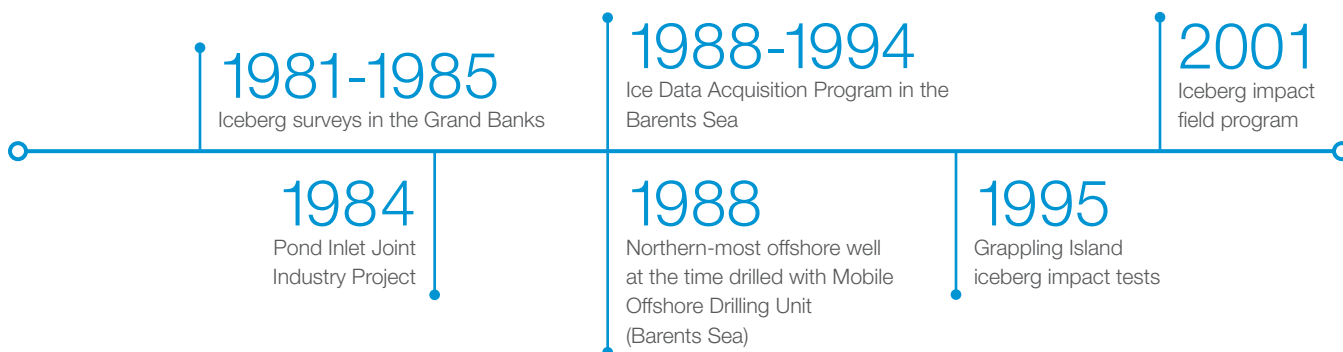 1981-1985
Iceberg surveys in the Grand Banks
1988-1994
Ice Data Acquisition Program in the
Barents Sea
2001
Iceberg impact
field program
1984
Pond Inlet Joint
Industry Project
1988
Northern-most offshore well
at the time drilled with Mobile
Offshore Drilling Unit
(Barents Sea)
1995
Grappling Island
iceberg impact tests